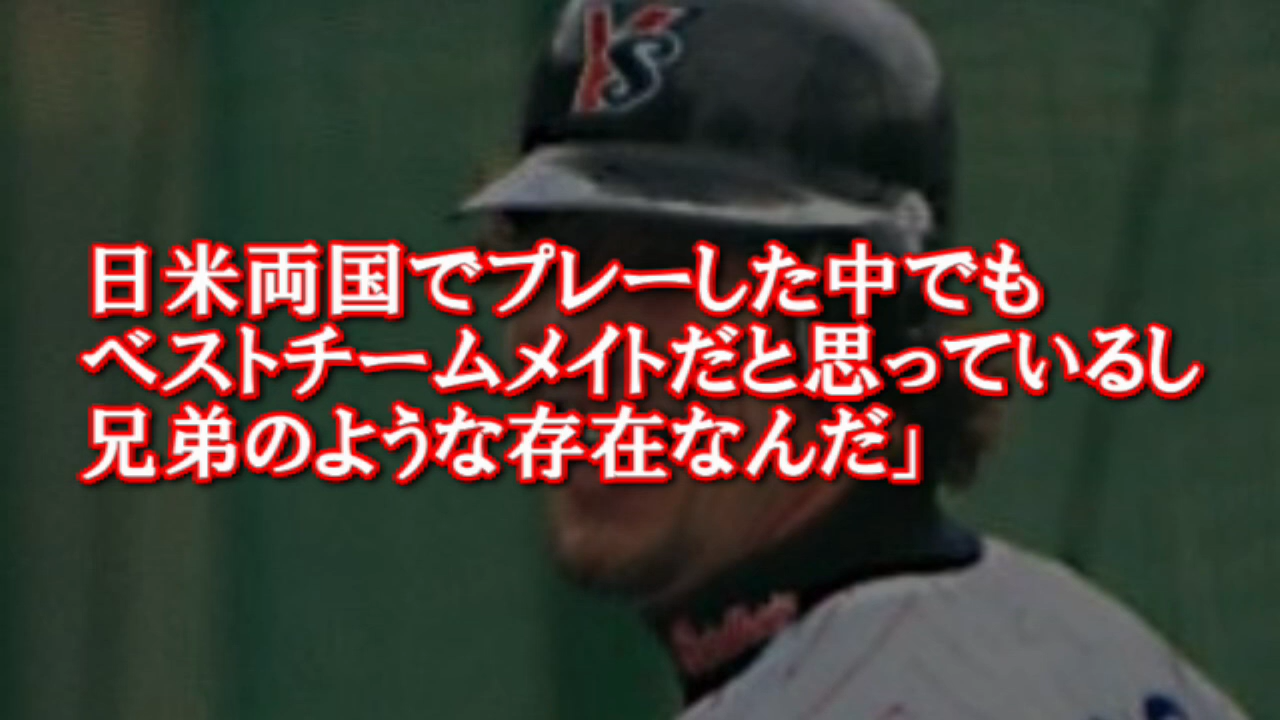 YS
日米両国でプレーした中でも
ベストチームメイトだと思っているし
兄弟のような存在なんだ」